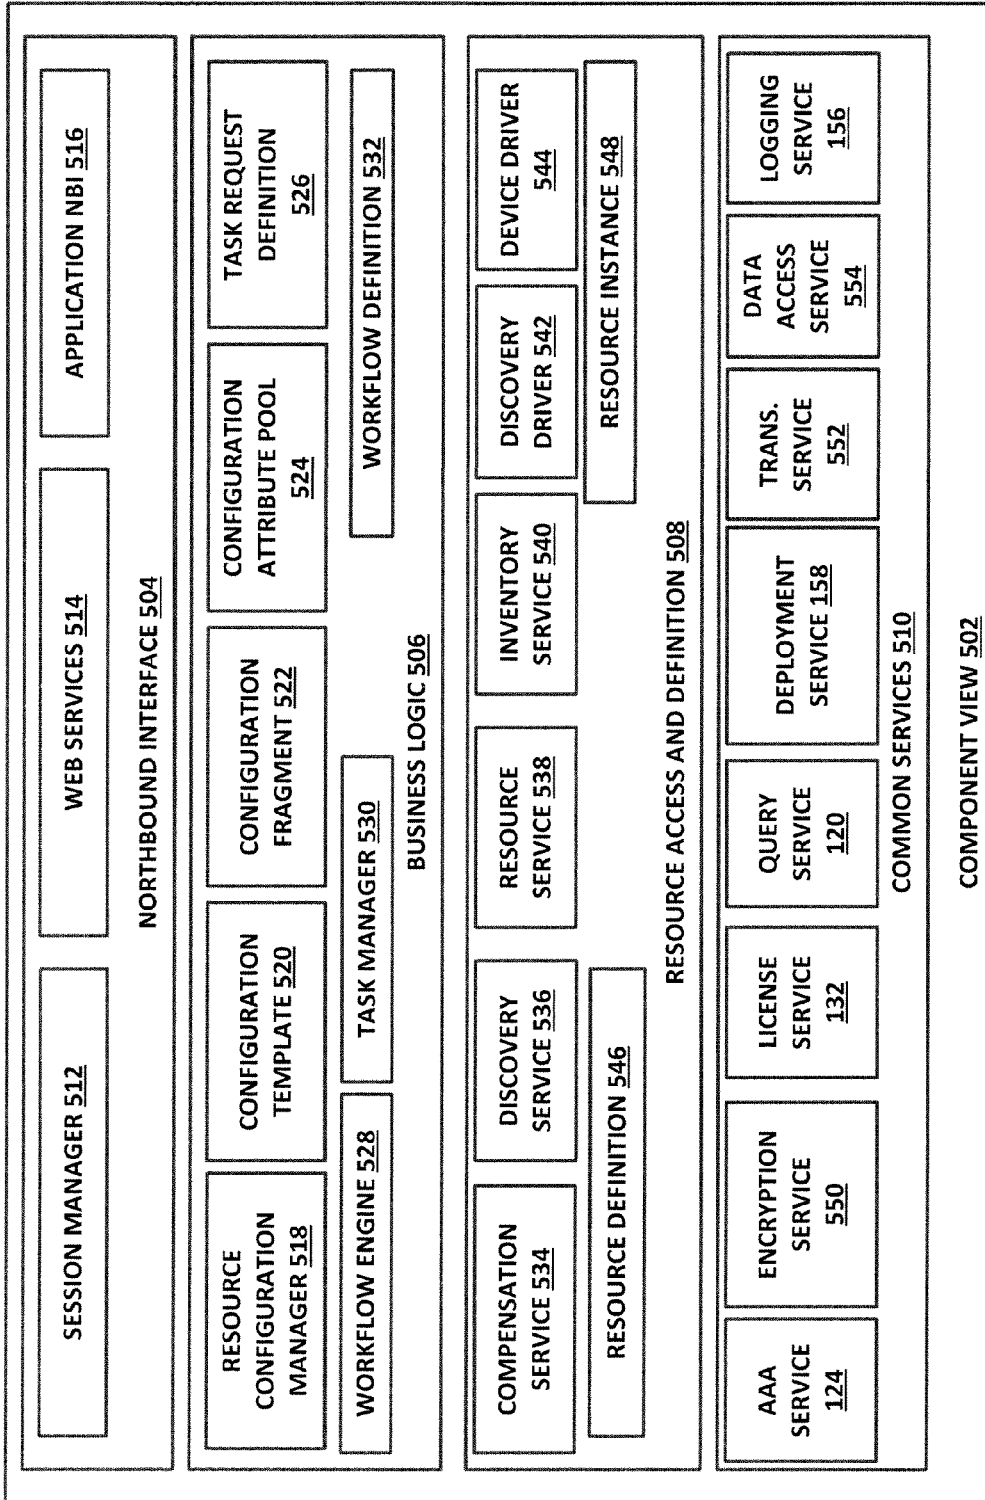 SESSION MANAGER 512
WEB SERVICES 514
APPLICATION NBI 516
NORTHBOUND INTERFACE 504
RESOURCE
CONFIGURATION
MANAGER 518
CONFIGURATION
TEMPLATE 520
CONFIGURATION
FRAGMENT 522
CONFIGURATION
ATTRIBUTE POOL
524
TASK REQUEST
DEFINITION
526
WORKFLOW ENGINE 528
TASK MANAGER 530
WORKFLOW DEFINITION 532
BUSINESS LOGIC 506
COMPENSATION
SERVICE 534
DISCOVERY
SERVICE 536
RESOURCE
SERVICE 538
INVENTORY
SERVICE 540
DISCOVERY
DRIVER 542
DEVICE DRIVER
544
RESOURCE DEFINITION 546
RESOURCE INSTANCE 548
RESOURCE ACCESS AND DEFINITION 508
AAA
SERVICE
124
ENCRYPTION
SERVICE
550
LICENSE
SERVICE
132
QUERY
SERVICE
120
DEPLOYMENT
SERVICE 158
TRANS.
SERVICE
552
DATA
ACCESS
SERVICE
554
LOGGING
SERVICE
156
COMMON SERVICES 510
COMPONENT VIEW 502